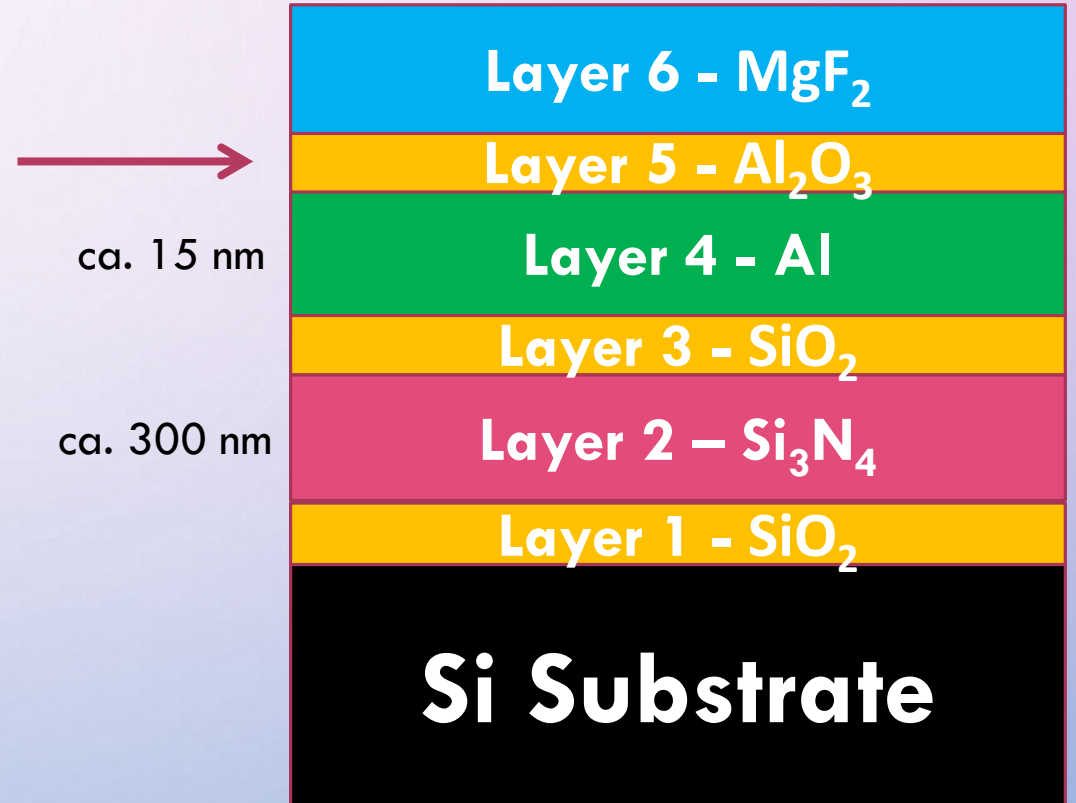 Layer 6 - MgF₂
Layer 5 - Al₂O₃
ca. 15 nm
Layer 4 - Al
Layer 3 - SiO₂
ca. 300 nm
Layer 2 – Si₃N₄
Layer 1 - SiO₂
Si Substrate